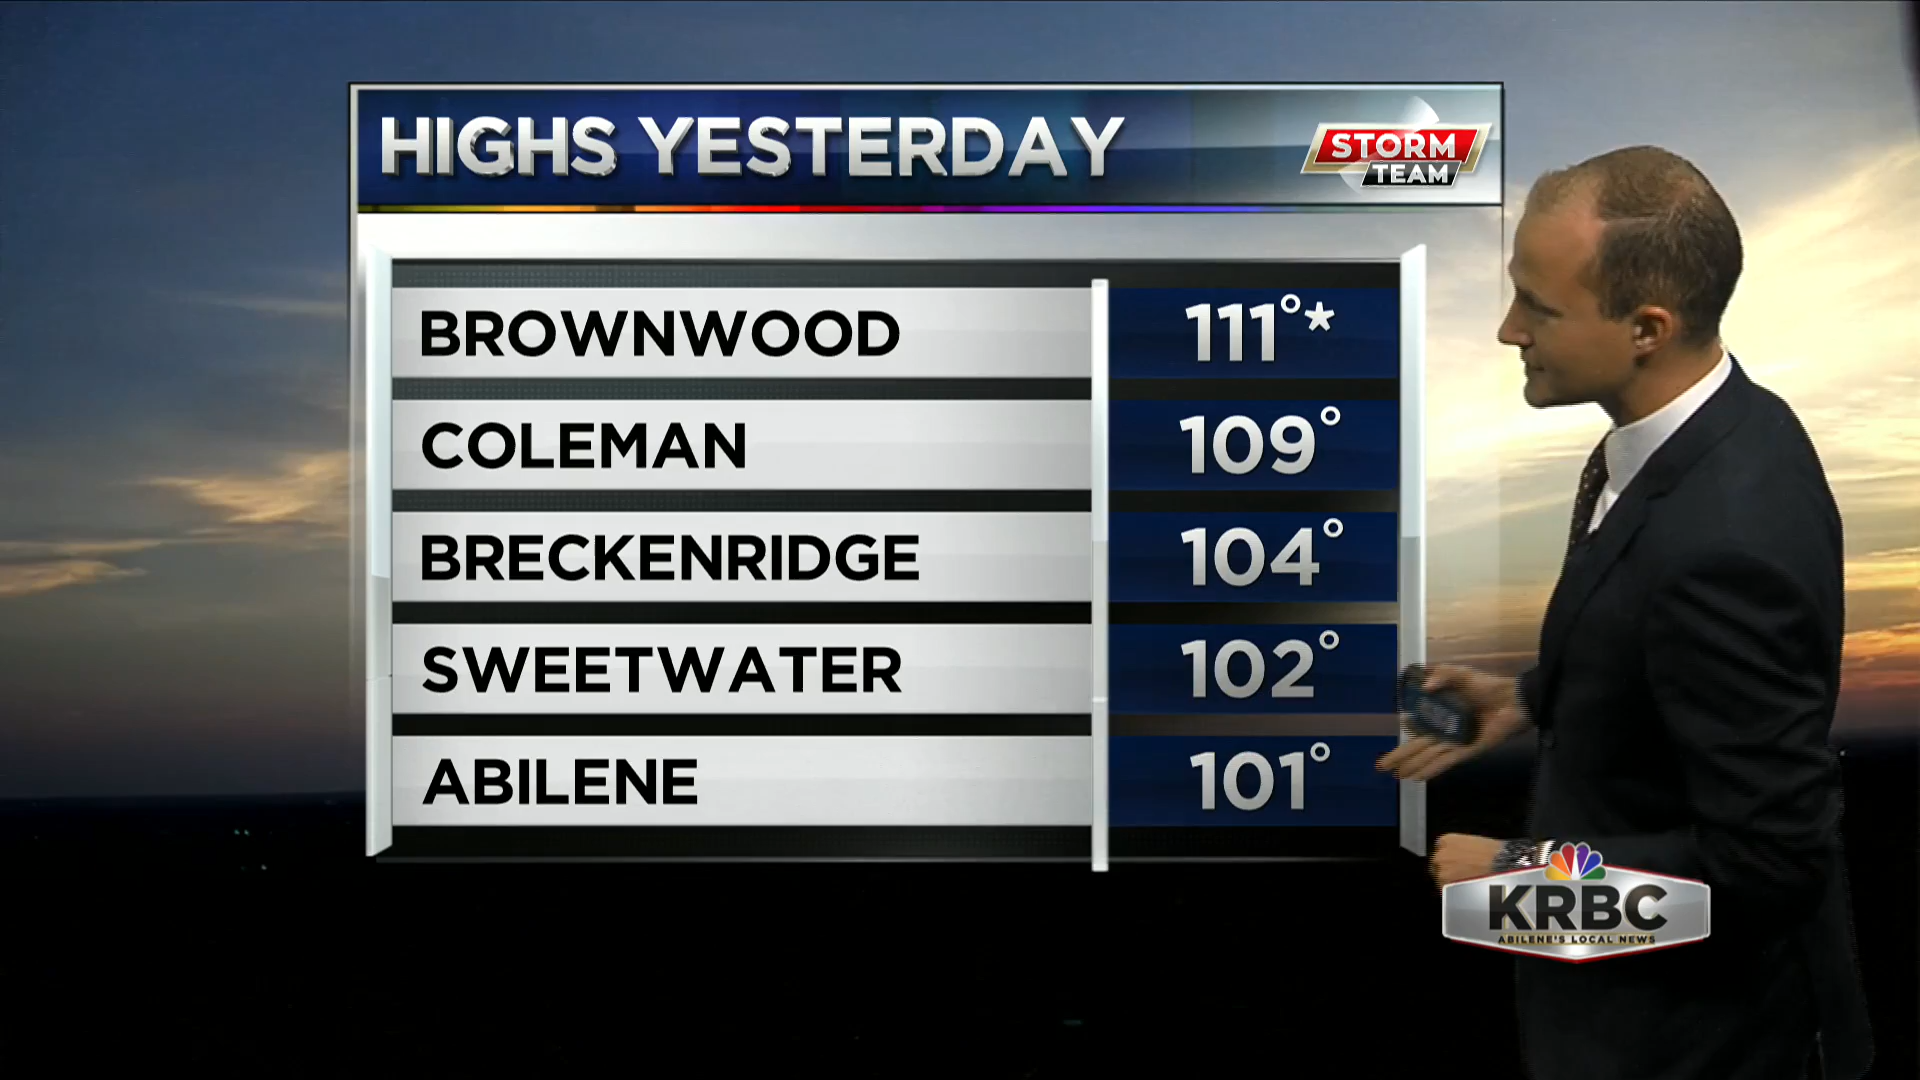 HIGHS YESTERDAY
STORM
TEAM
BROWNWOOD 111°*
COLEMAN 109°
BRECKENRIDGE 104°
SWEETWATER 102°
ABILENE 101°
KRBC
ABILENE'S LOCAL NEWS